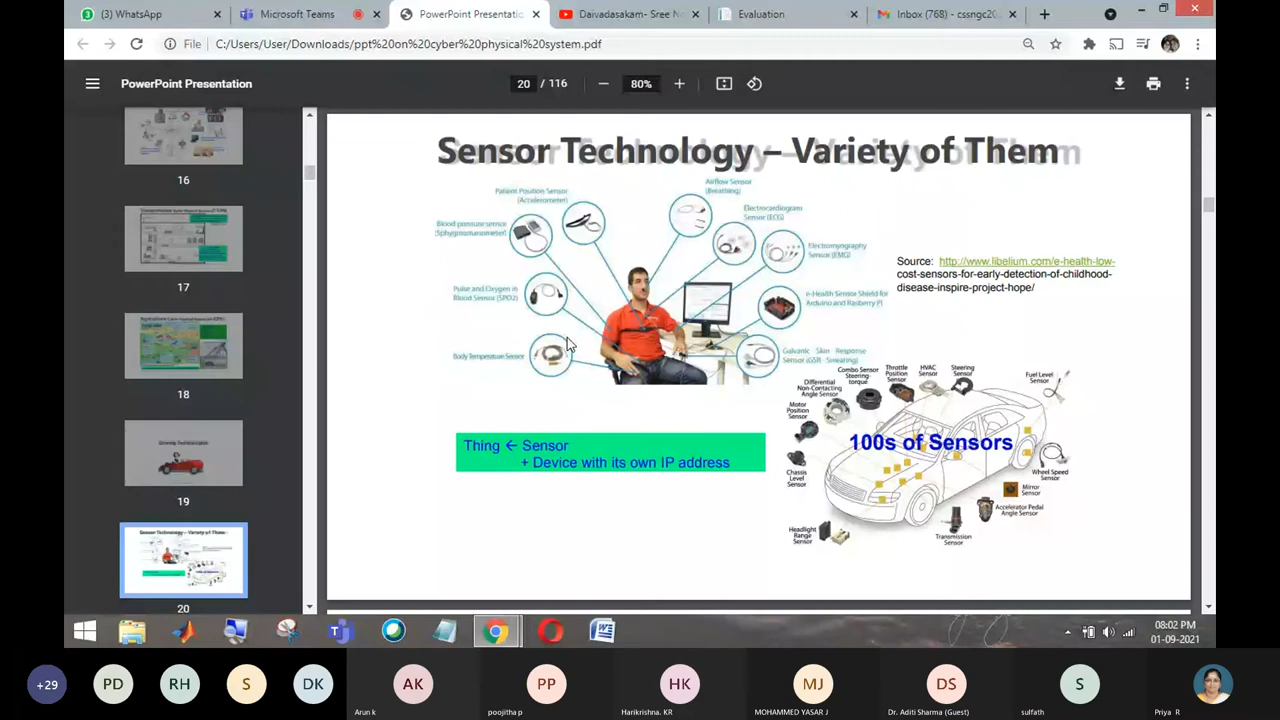 (3) WhatsApp
Microsoft Teams
PowerPoint Presentatio
Daivadasakam- Sree N
Evaluation
Inbox (768) - cssngc20
File
C:/Users/User/Downloads/ppt%20on%20cyber%20physical%20system.pdf
PowerPoint Presentation
20 / 116
80%
16
17
18
19
20
Sensor Technology – Variety of Them
Patient Position Sensor
(Accelerometer)
Airflow Sensor
(Breathing)
Electrocardiogram
Sensor (ECG)
Blood pressure sensor
(Sphygmomanometer)
Electromyography
Sensor (EMG)
Source: http://www.libelium.com/e-health-low-
cost-sensors-for-early-detection-of-childhood-
disease-inspire-project-hope/
Pulse and Oxygen in
Blood Sensor (SPO2)
e-Health Sensor Shield for
Arduino and Rasberry Pi
Body Temperature Sensor
Galvanic Skin Response
Sensor (GSR - Sweating)
Thing ← Sensor
+ Device with its own IP address
Differential
Non-Contacting
Angle Sensor
Combo Sensor
Steering-
torque
Throttle
Position
Sensor
HVAC
Sensor
Steering
Sensor
Fuel Level
Sensor
Motor
Position
Sensor
100s of Sensors
Chassis
Level
Sensor
Wheel Speed
Sensor
Mirror
Sensor
Accelerator Pedal
Angle Sensor
Headlight
Range
Sensor
Transmission
Sensor
08:02 PM
01-09-2021
+29
PD
RH
S
DK
AK
PP
HK
MJ
DS
S
Arun k
poojitha p
Harikrishna. KR
MOHAMMED YASAR J
Dr. Aditi Sharma (Guest)
sulfath
Priya R